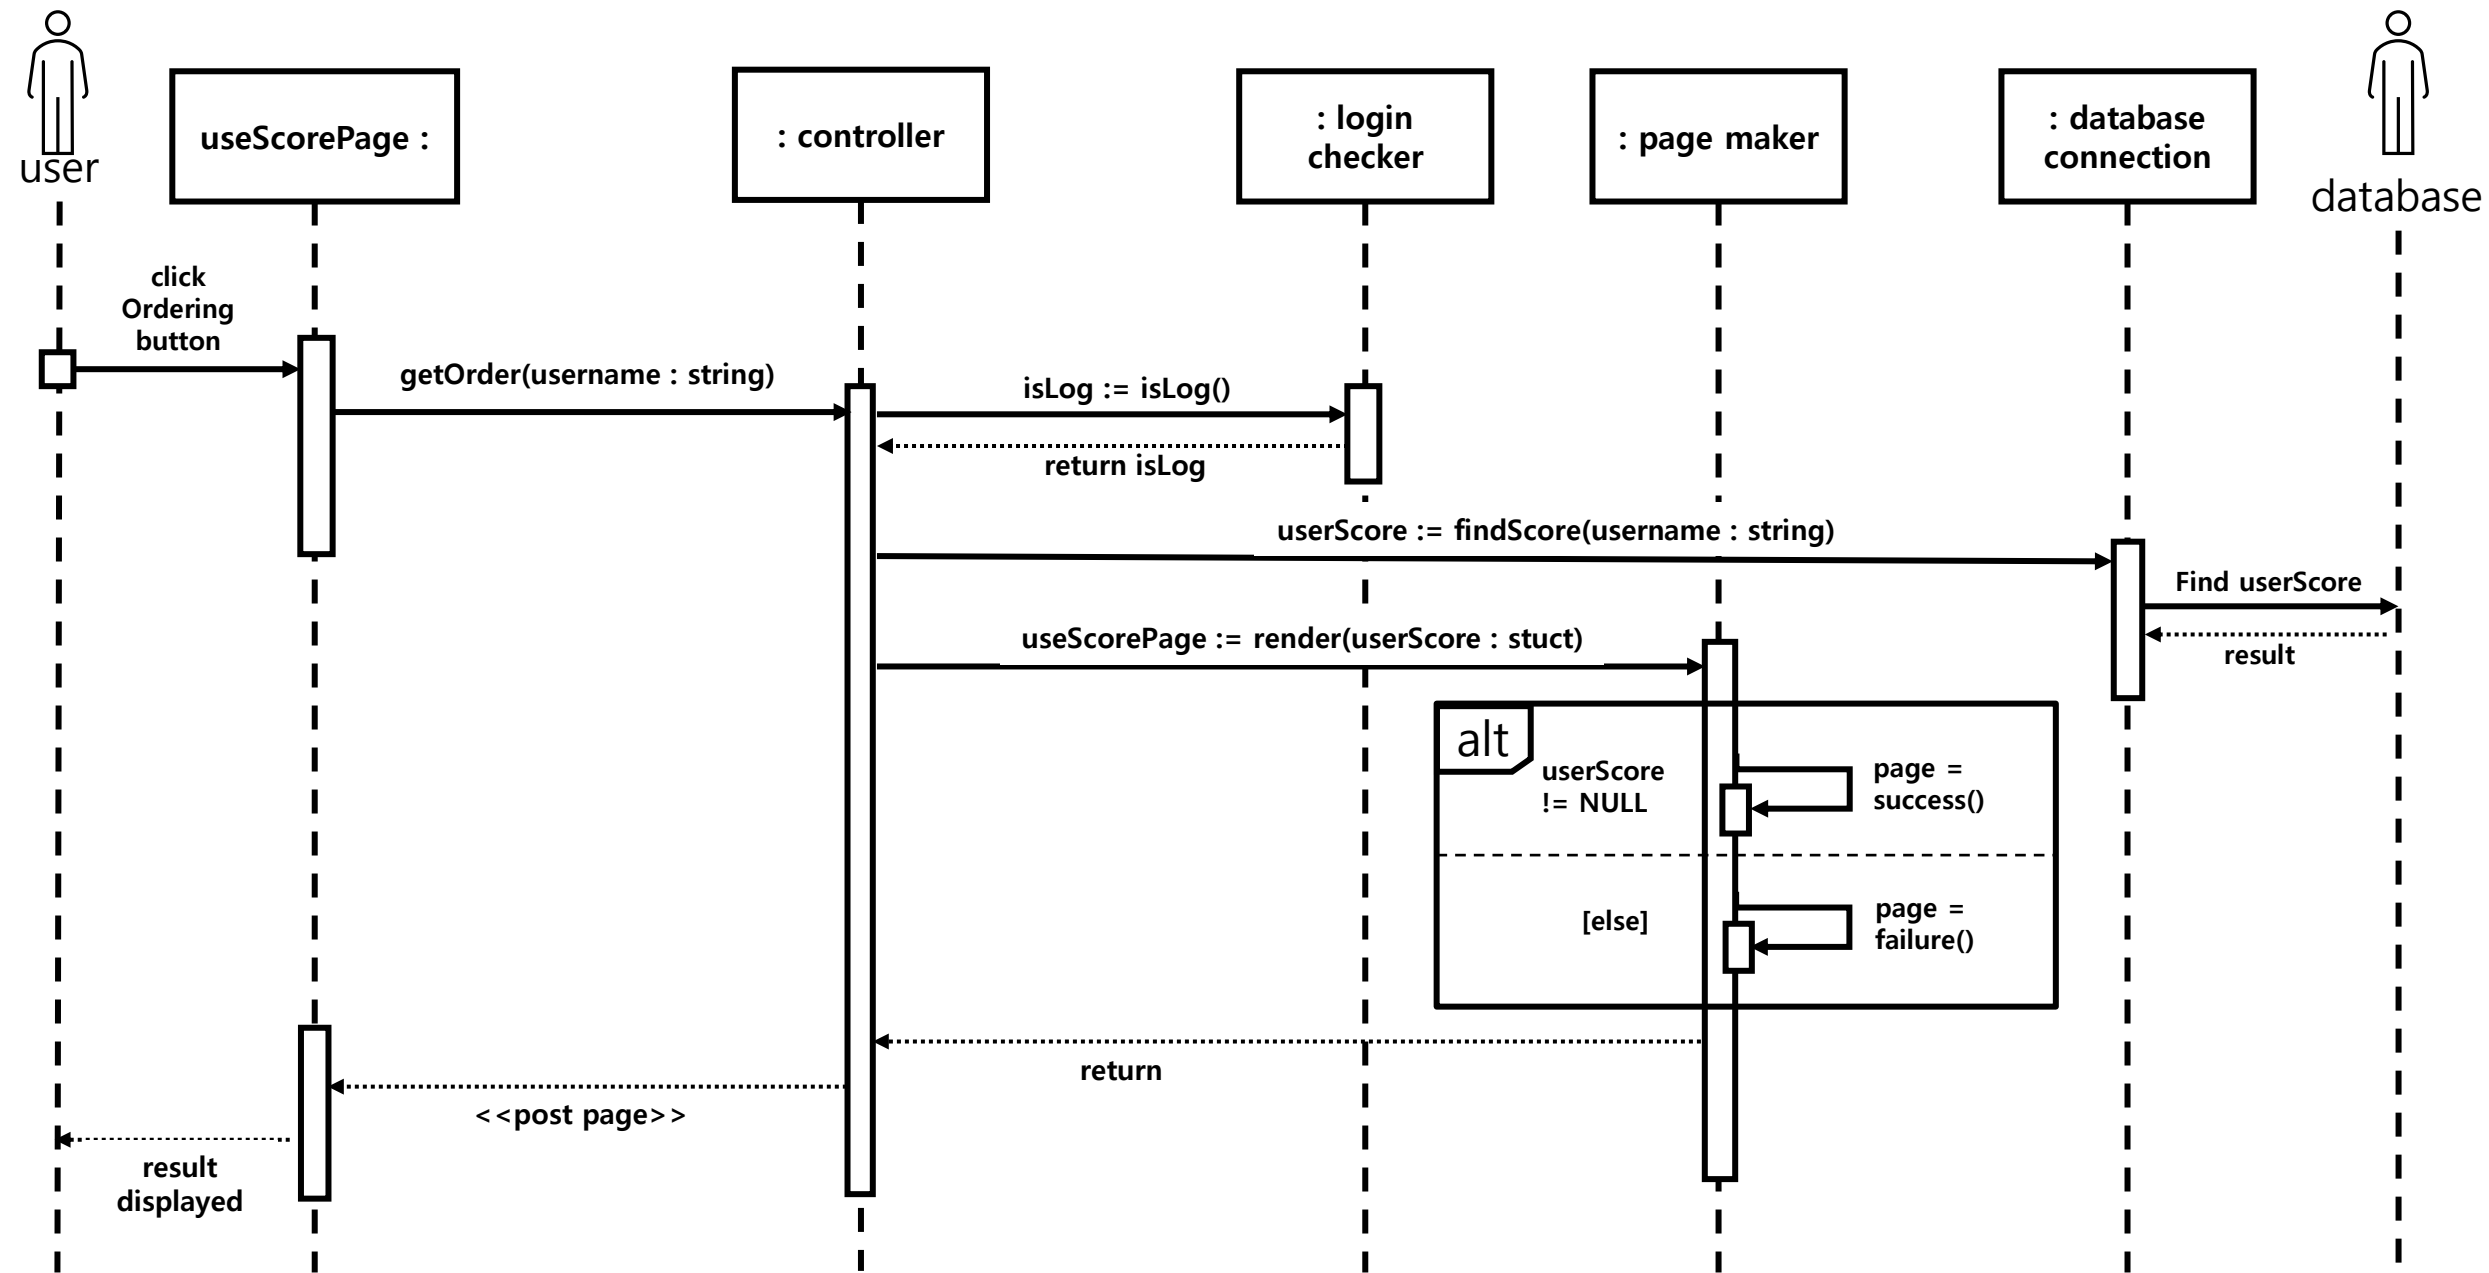 user
useScorePage :
: controller
: login
checker
: page maker
: database
connection
database
click
Ordering
button
getOrder(username : string)
isLog := isLog()
return isLog
userScore := findScore(username : string)
Find userScore
result
useScorePage := render(userScore : stuct)
alt
userScore
!= NULL
page =
success()
[else]
page =
failure()
return
<<post page>>
result
displayed